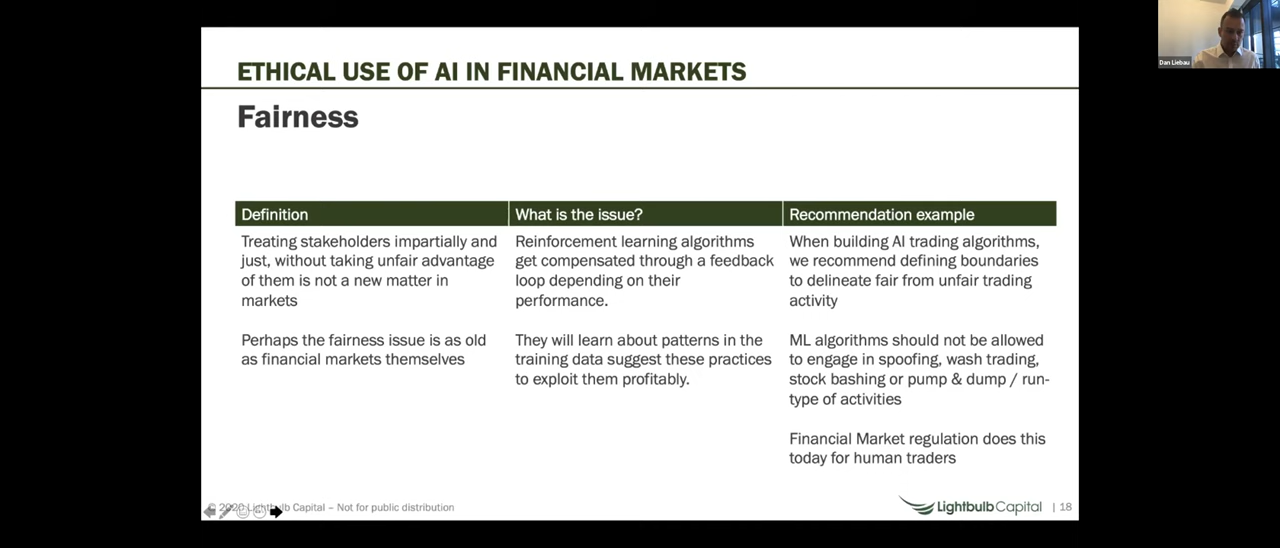 Dan Liebau
ETHICAL USE OF AI IN FINANCIAL MARKETS
Fairness
Definition
Treating stakeholders impartially and
just, without taking unfair advantage
of them is not a new matter in
markets
Perhaps the fairness issue is as old
as financial markets themselves
What is the issue?
Reinforcement learning algorithms
get compensated through a feedback
loop depending on their
performance.
They will learn about patterns in the
training data suggest these practices
to exploit them profitably.
Recommendation example
When building AI trading algorithms,
we recommend defining boundaries
to delineate fair from unfair trading
activity
ML algorithms should not be allowed
to engage in spoofing, wash trading,
stock bashing or pump & dump / run-
type of activities
Financial Market regulation does this
today for human traders
© 2020 Lightbulb Capital – Not for public distribution
LightbulbCapital | 18